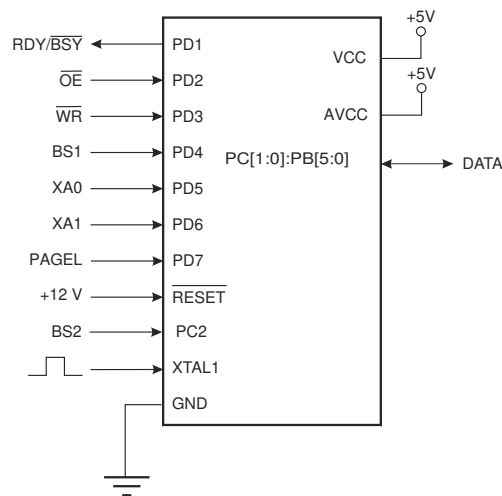 +5V
RDY/BSY PD1
VCC
OE PD2
+5V
WR PD3
AVCC
BS1 PD4
PC[1:0]:PB[5:0] DATA
XA0 PD5
XA1 PD6
PAGEL PD7
+12 V RESET
BS2 PC2
XTAL1
GND